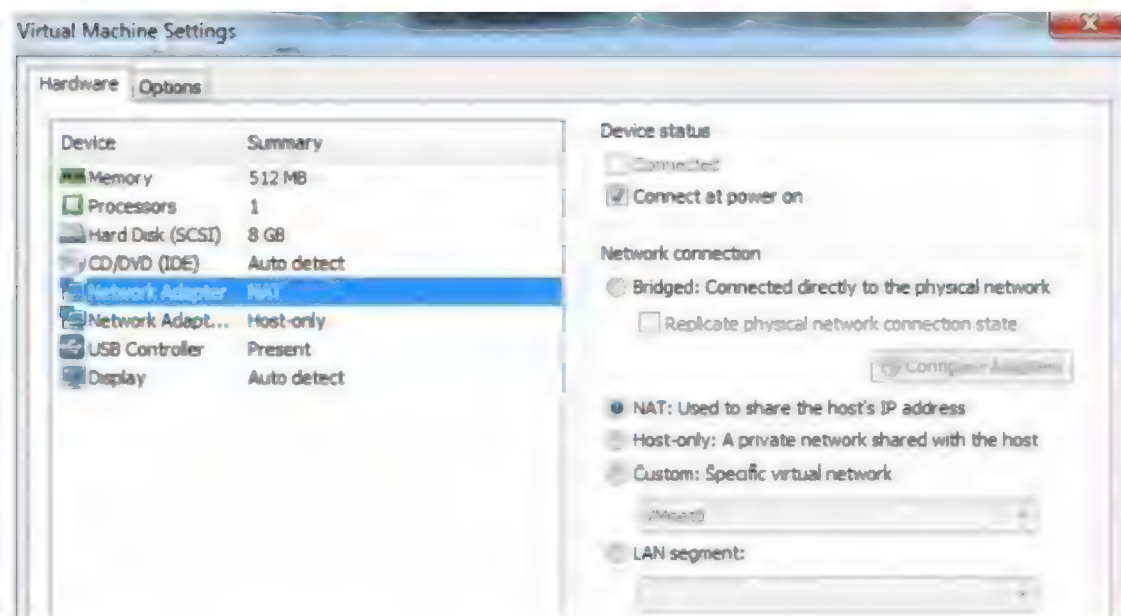 Virtual Machine Settings
Hardware Options
Device Summary
Memory 512 MB
Processors 1
Hard Disk (SCSI) 8 GB
CD/DVD (IDE) Auto detect
Network Adapter NAT
Network Adapt... Host-only
USB Controller Present
Display Auto detect
Device status
Connected
Connect at power on
Network connection
Bridged: Connected directly to the physical network
Replicate physical network connection state
Configure Adapters
NAT: Used to share the host's IP address
Host-only: A private network shared with the host
Custom: Specific virtual network
VMnet0
LAN segment: